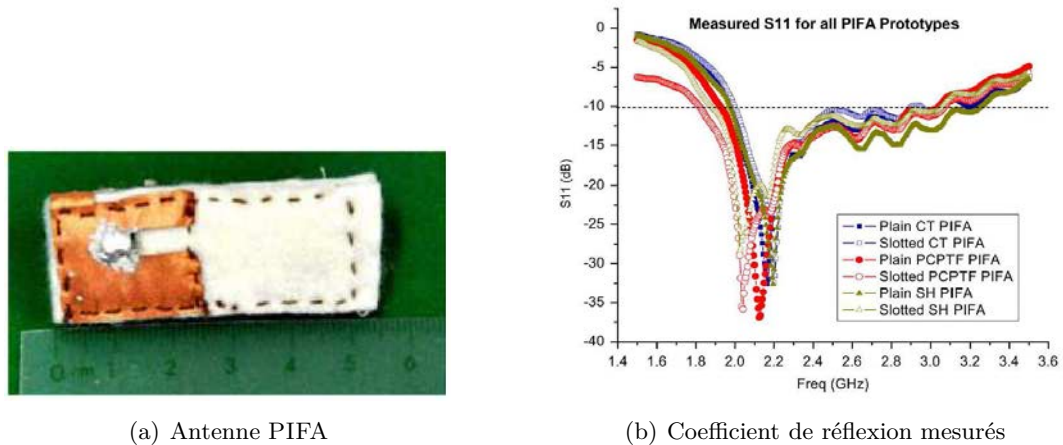 0 cm 1 2 3 4 5 6
(a) Antenne PIFA
Measured S11 for all PIFA Prototypes
0
-5
-10
-15
-20
-25
-30
-35
-40
S11 (dB)
Plain CT PIFA
Slotted CT PIFA
Plain PCPTF PIFA
Slotted PCPTF PIFA
Plain SH PIFA
Slotted SH PIFA
1.4 1.6 1.8 2.0 2.2 2.4 2.6 2.8 3.0 3.2 3.4 3.6
Freq (GHz)
(b) Coefficient de réflexion mesurés